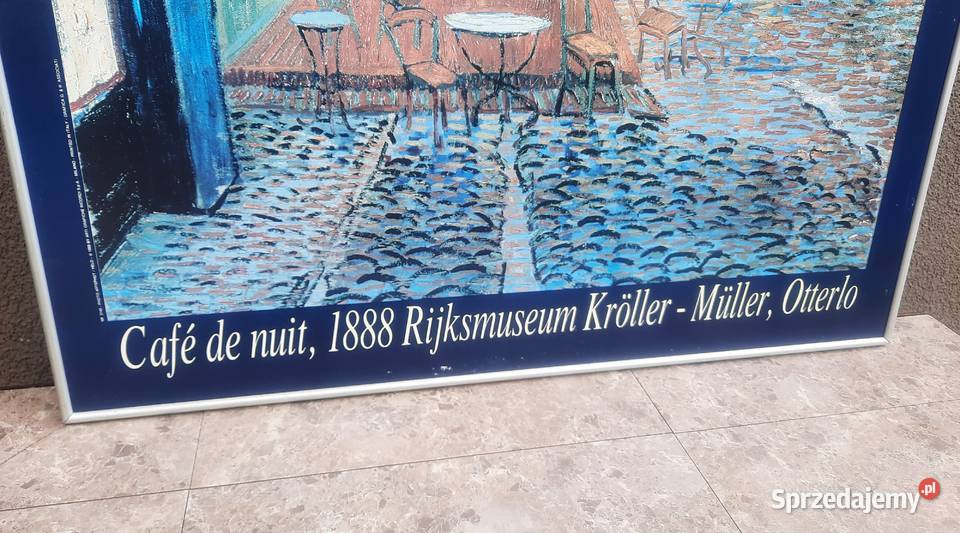 Café de nuit, 1888 Rijksmuseum Kröller - Müller, Otterlo
Sprzedajemy.pl